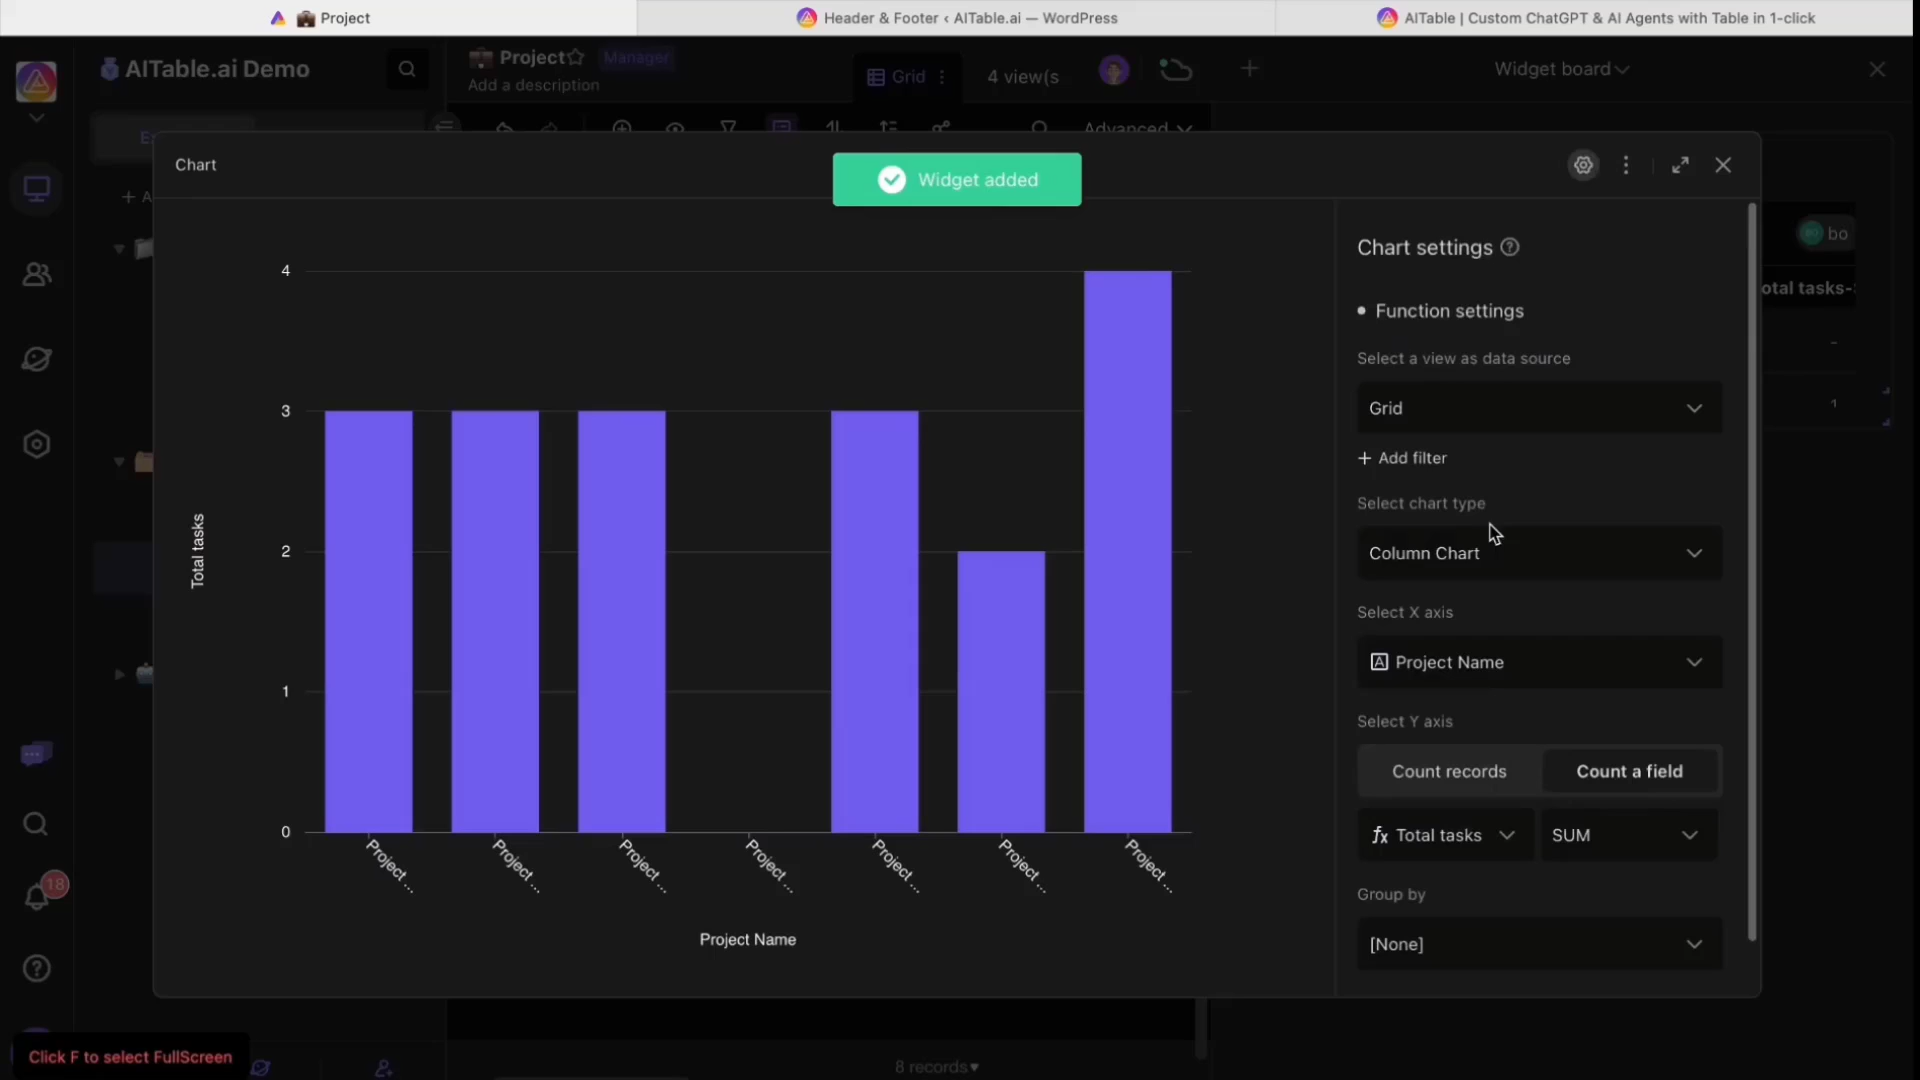 Project
Header & Footer ‹ AITable.ai — WordPress
AITable | Custom ChatGPT & AI Agents with Table in 1-click
AITable.ai Demo
Project
Manager
Add a description
Grid
4 view(s
Widget board
Advanced
Chart
Widget added
bo
otal tasks-
1
Chart settings
Function settings
Select a view as data source
Grid
+ Add filter
Select chart type
Column Chart
Select X axis
Project Name
Select Y axis
Count records
Count a field
fx Total tasks
SUM
Group by
[None]
4
3
2
1
0
Total tasks
Project ...
Project ...
Project ...
Project ...
Project ...
Project ...
Project ...
Project Name
18
Click F to select FullScreen
8 records